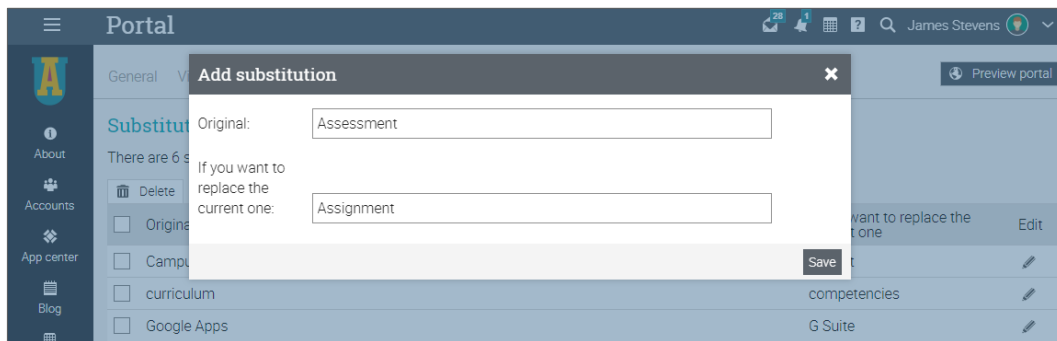 Portal
28
1
James Stevens
General
Add substitution
Preview portal
Substitut
Original:
Assessment
About
There are 6 s
If you want to
replace the
current one:
Assignment
Delete
Accounts
Origina
want to replace the
t one
Edit
App center
Campu
Save
t
Blog
curriculum
competencies
Google Apps
G Suite